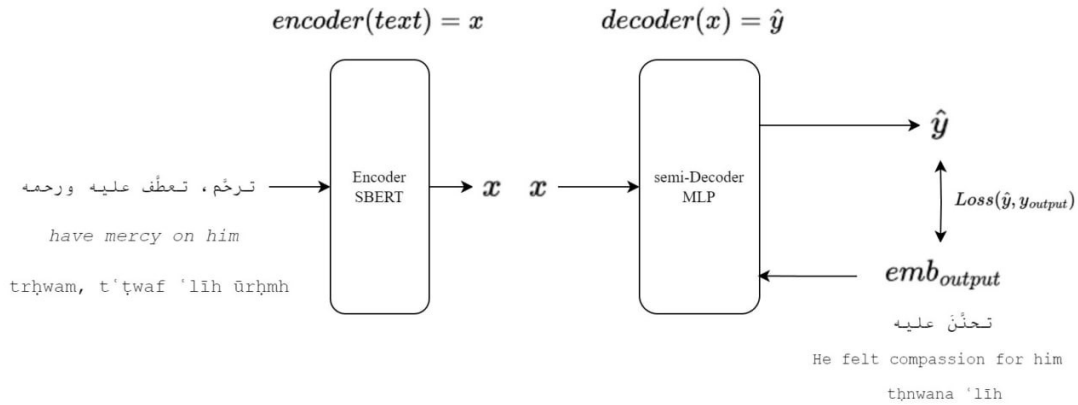 encoder(text) = x
decoder(x) = ŷ
Encoder
SBERT
x
x
semi-Decoder
MLP
ŷ
ترحَّم، تعطَّف عليه ورحمه
have mercy on him
trḥwam, tʿṭwaf ʿlīh ūrḥmh
Loss(ŷ, y_output)
emb_output
تحنَّنَ عليه
He felt compassion for him
tḥnwana ʿlīh